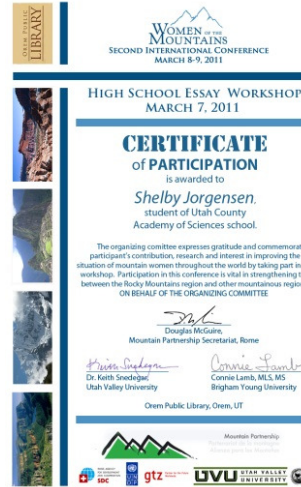 OREM PUBLIC
LIBRARY
WOMEN OF THE
MOUNTAINS
SECOND INTERNATIONAL CONFERENCE
MARCH 8-9, 2011
HIGH SCHOOL ESSAY WORKSHOP
MARCH 7, 2011
CERTIFICATE
of PARTICIPATION
is awarded to
Shelby Jorgensen,
student of Utah County
Academy of Sciences school.
The organizing comittee expresses gratitude and commemorat
participant's contribution, research and interest in improving the
situation of mountain women throughout the world by taking part in
workshop. Participation in this conference is vital in strengthening t
between the Rocky Mountains region and other mountainous regio
ON BEHALF OF THE ORGANIZING COMMITTEE
Douglas McGuire,
Mountain Partnership Secretariat, Rome
Connie Lamb
Dr. Keith Snedegar, Connie Lamb, MLS, MS
Utah Valley University Brigham Young University
Orem Public Library, Orem, UT
Mountain Partnership
SDC gtz UVU UTAH VALLEY
UNIVERSITY